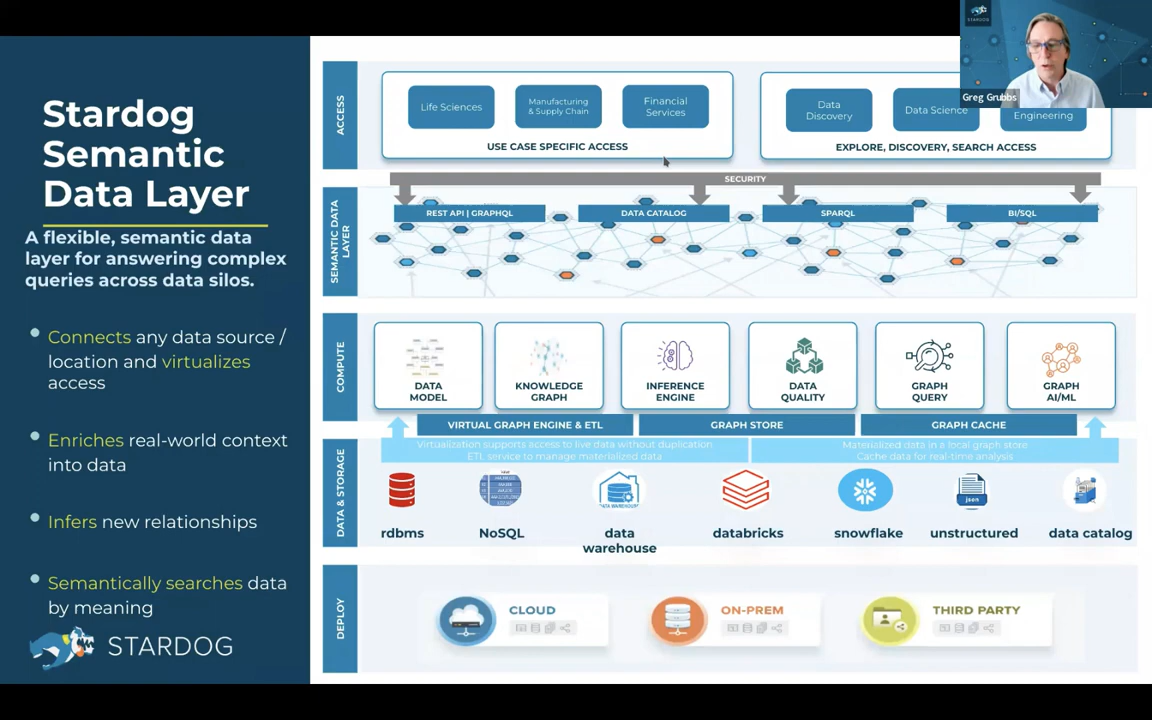 STARDOG
Greg Grubbs
Stardog
Semantic
Data Layer
A flexible, semantic data
layer for answering complex
queries across data silos.
Connects any data source /
location and virtualizes
access
Enriches real-world context
into data
Infers new relationships
Semantically searches data
by meaning
STARDOG
ACCESS
Life Sciences
Manufacturing
& Supply Chain
Financial
Services
USE CASE SPECIFIC ACCESS
Data
Discovery
Data Science
Engineering
EXPLORE, DISCOVERY, SEARCH ACCESS
SECURITY
SEMANTIC DATA
LAYER
REST API | GRAPHQL
DATA CATALOG
SPARQL
BI/SQL
COMPUTE
DATA
MODEL
KNOWLEDGE
GRAPH
INFERENCE
ENGINE
DATA
QUALITY
GRAPH
QUERY
GRAPH
AI/ML
VIRTUAL GRAPH ENGINE & ETL
GRAPH STORE
GRAPH CACHE
Virtualization supports access to live data without duplication
ETL service to manage materialized data
Materialized data in a local graph store
Cache data for real-time analysis
DATA & STORAGE
DATA WAREHOUSE
json
rdbms
NoSQL
data
warehouse
databricks
snowflake
unstructured
data catalog
DEPLOY
CLOUD
ON-PREM
THIRD PARTY